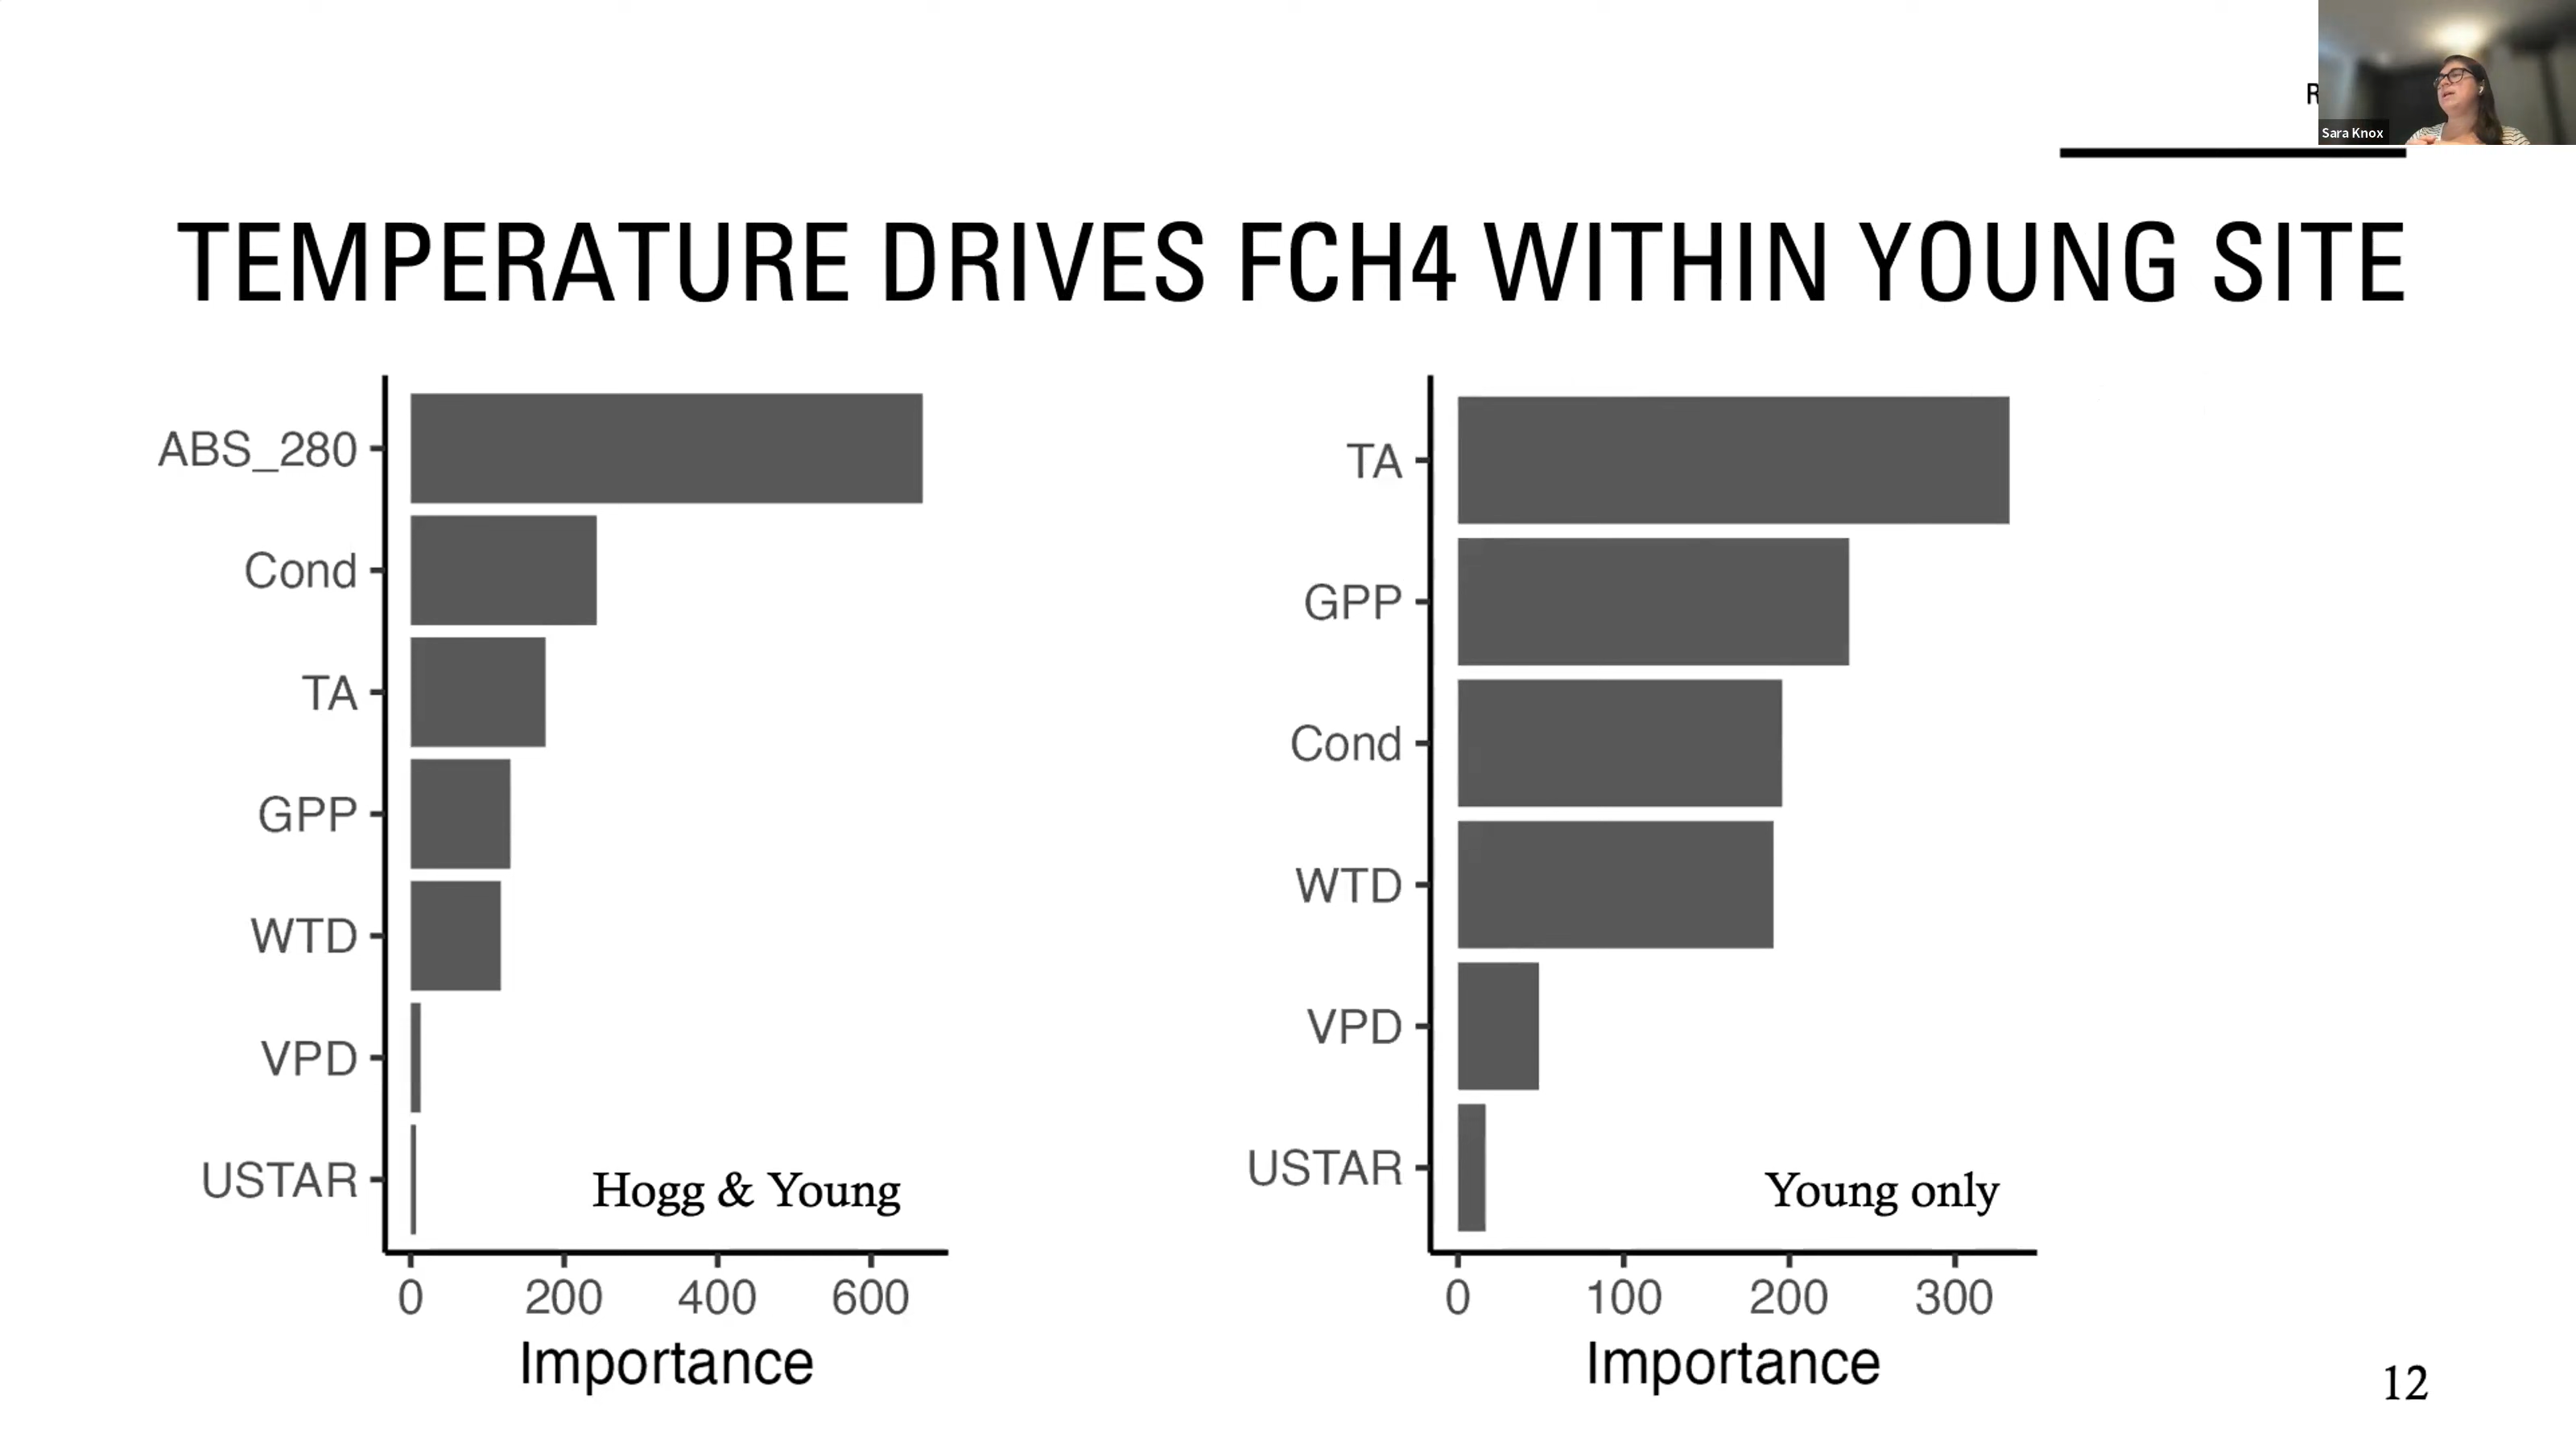 Sara Knox
TEMPERATURE DRIVES FCH4 WITHIN YOUNG SITE
ABS_280
Cond
TA
GPP
WTD
VPD
USTAR
Hogg & Young
0 200 400 600
Importance
TA
GPP
Cond
WTD
VPD
USTAR
Young only
0 100 200 300
Importance
12